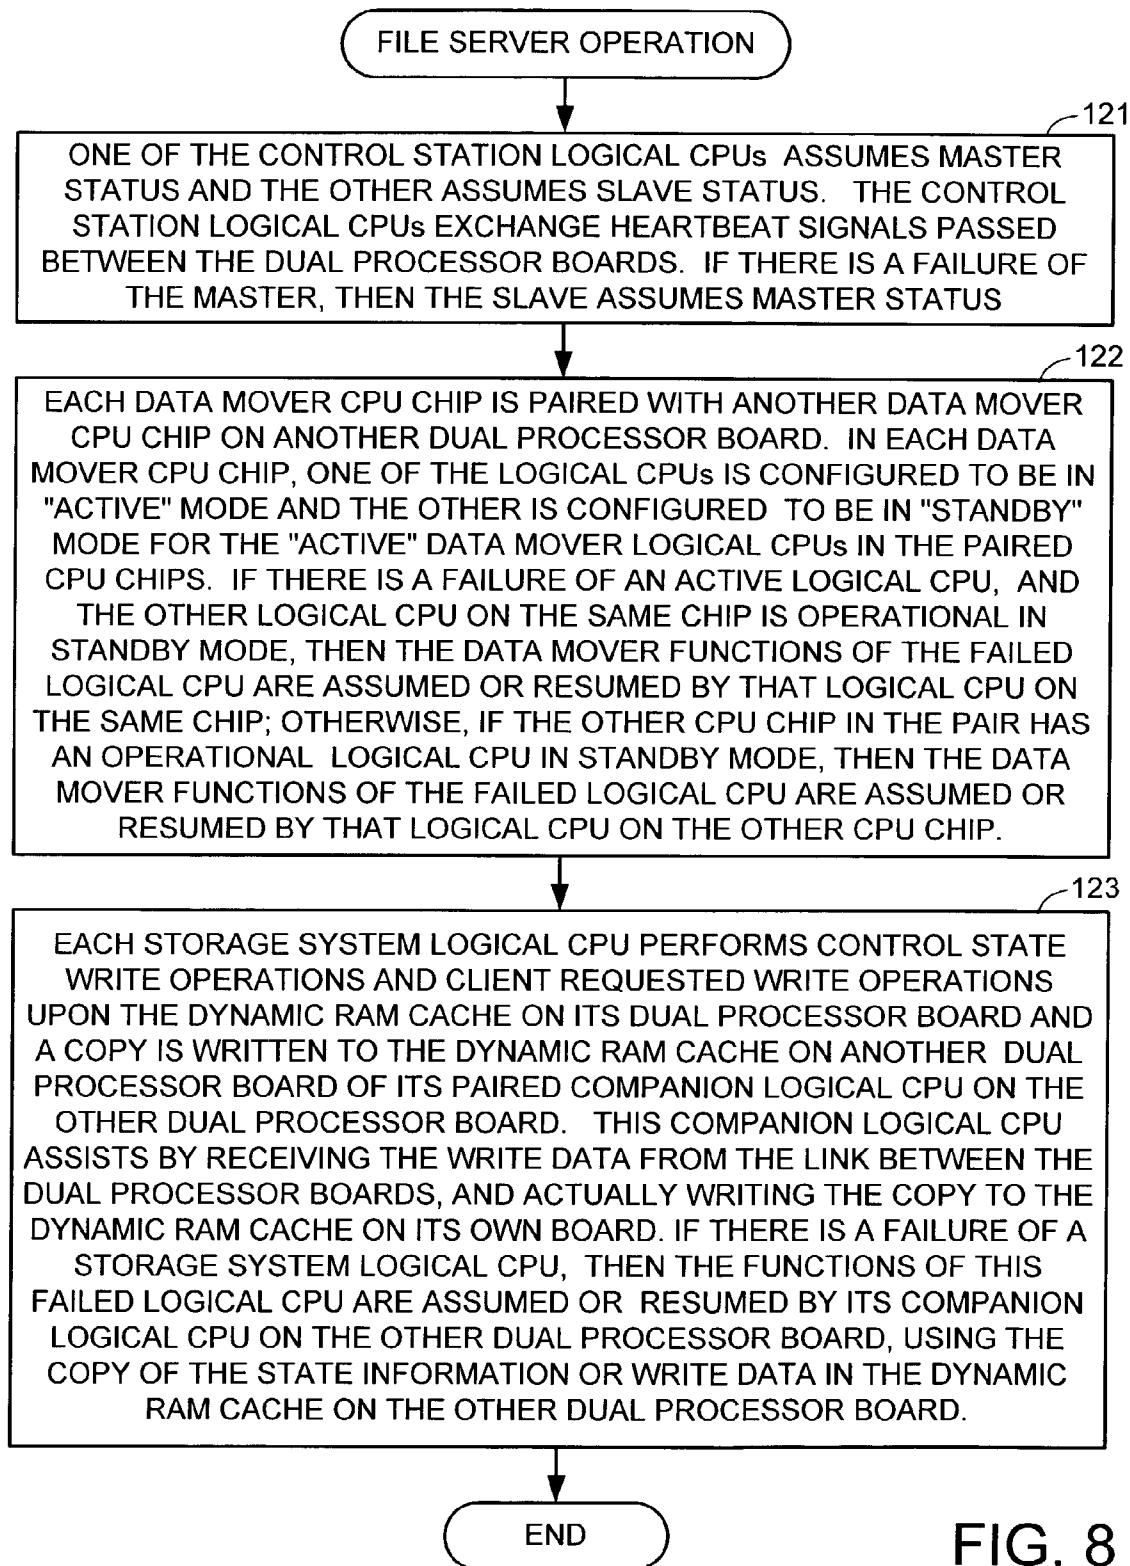 FILE SERVER OPERATION
121
ONE OF THE CONTROL STATION LOGICAL CPUs ASSUMES MASTER
STATUS AND THE OTHER ASSUMES SLAVE STATUS. THE CONTROL
STATION LOGICAL CPUs EXCHANGE HEARTBEAT SIGNALS PASSED
BETWEEN THE DUAL PROCESSOR BOARDS. IF THERE IS A FAILURE OF
THE MASTER, THEN THE SLAVE ASSUMES MASTER STATUS
122
EACH DATA MOVER CPU CHIP IS PAIRED WITH ANOTHER DATA MOVER
CPU CHIP ON ANOTHER DUAL PROCESSOR BOARD. IN EACH DATA
MOVER CPU CHIP, ONE OF THE LOGICAL CPUs IS CONFIGURED TO BE IN
"ACTIVE" MODE AND THE OTHER IS CONFIGURED TO BE IN "STANDBY"
MODE FOR THE "ACTIVE" DATA MOVER LOGICAL CPUs IN THE PAIRED
CPU CHIPS. IF THERE IS A FAILURE OF AN ACTIVE LOGICAL CPU, AND
THE OTHER LOGICAL CPU ON THE SAME CHIP IS OPERATIONAL IN
STANDBY MODE, THEN THE DATA MOVER FUNCTIONS OF THE FAILED
LOGICAL CPU ARE ASSUMED OR RESUMED BY THAT LOGICAL CPU ON
THE SAME CHIP; OTHERWISE, IF THE OTHER CPU CHIP IN THE PAIR HAS
AN OPERATIONAL LOGICAL CPU IN STANDBY MODE, THEN THE DATA
MOVER FUNCTIONS OF THE FAILED LOGICAL CPU ARE ASSUMED OR
RESUMED BY THAT LOGICAL CPU ON THE OTHER CPU CHIP.
123
EACH STORAGE SYSTEM LOGICAL CPU PERFORMS CONTROL STATE
WRITE OPERATIONS AND CLIENT REQUESTED WRITE OPERATIONS
UPON THE DYNAMIC RAM CACHE ON ITS DUAL PROCESSOR BOARD AND
A COPY IS WRITTEN TO THE DYNAMIC RAM CACHE ON ANOTHER DUAL
PROCESSOR BOARD OF ITS PAIRED COMPANION LOGICAL CPU ON THE
OTHER DUAL PROCESSOR BOARD. THIS COMPANION LOGICAL CPU
ASSISTS BY RECEIVING THE WRITE DATA FROM THE LINK BETWEEN THE
DUAL PROCESSOR BOARDS, AND ACTUALLY WRITING THE COPY TO THE
DYNAMIC RAM CACHE ON ITS OWN BOARD. IF THERE IS A FAILURE OF A
STORAGE SYSTEM LOGICAL CPU, THEN THE FUNCTIONS OF THIS
FAILED LOGICAL CPU ARE ASSUMED OR RESUMED BY ITS COMPANION
LOGICAL CPU ON THE OTHER DUAL PROCESSOR BOARD, USING THE
COPY OF THE STATE INFORMATION OR WRITE DATA IN THE DYNAMIC
RAM CACHE ON THE OTHER DUAL PROCESSOR BOARD.
END
FIG. 8